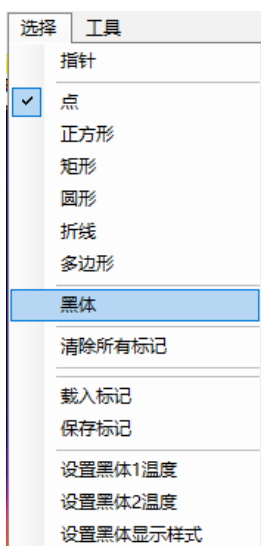 选择 工具
指针
点
正方形
矩形
圆形
折线
多边形
黑体
清除所有标记
载入标记
保存标记
设置黑体1温度
设置黑体2温度
设置黑体显示样式